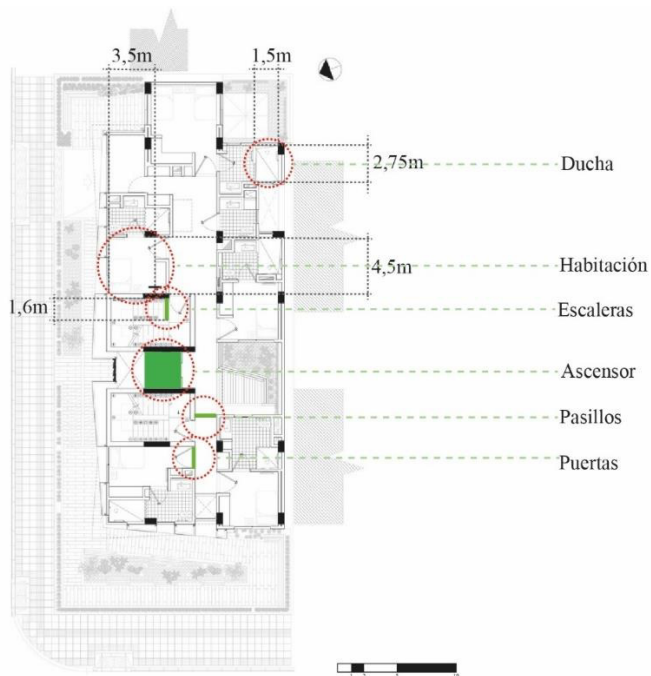 3,5m
1,5m
2,75m
Ducha
4,5m
Habitación
1,6m
Escaleras
Ascensor
Pasillos
Puertas